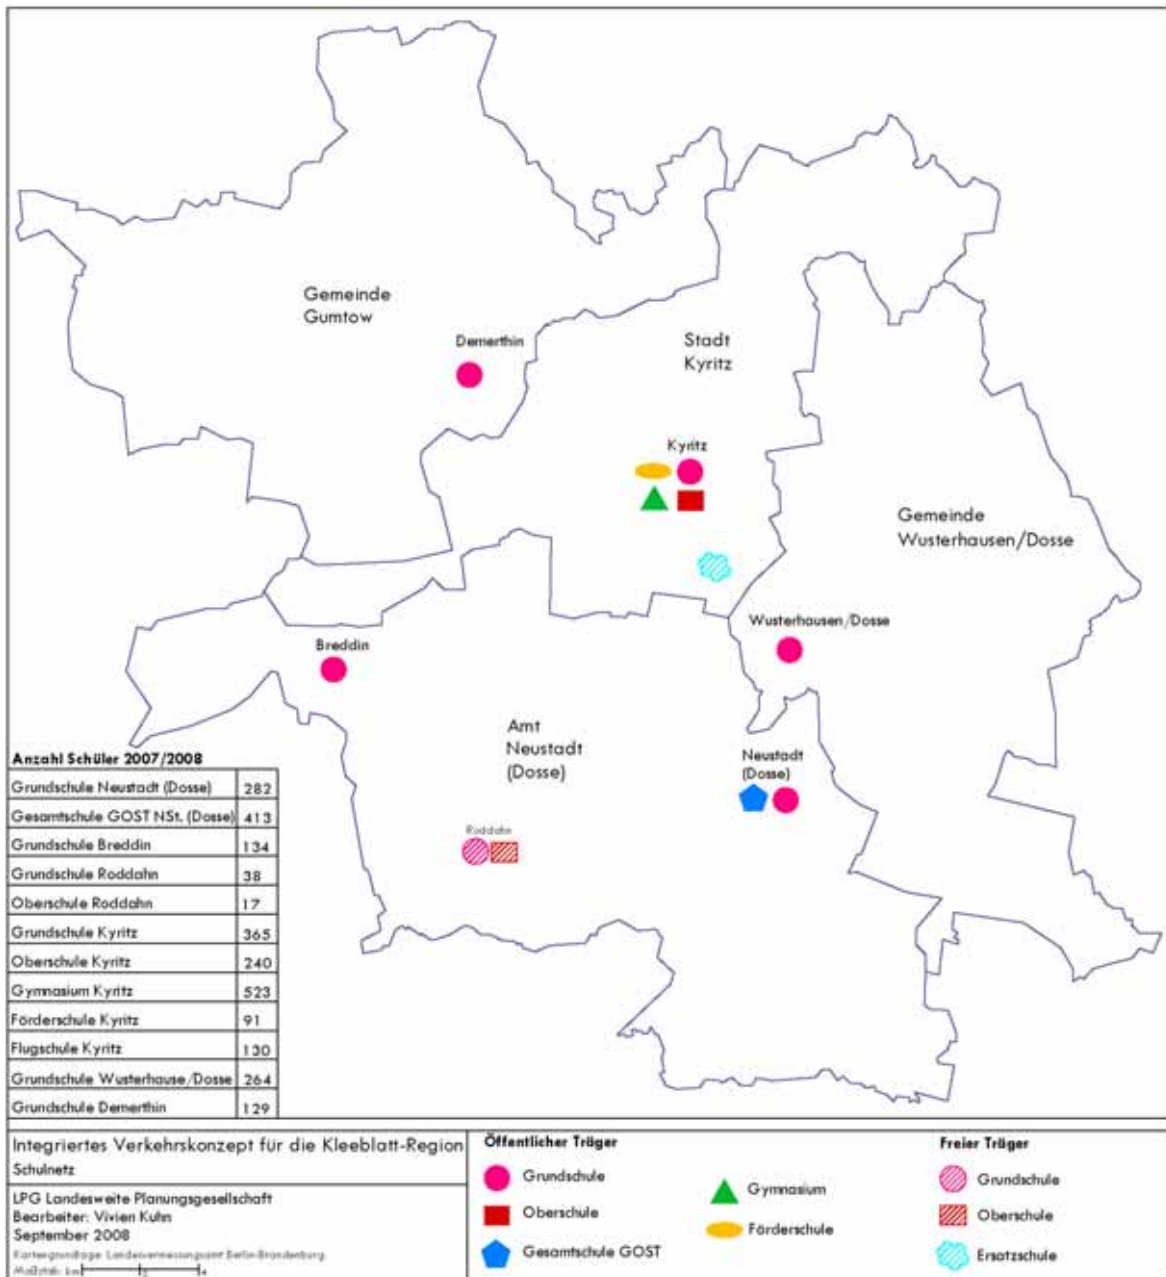 Gemeinde
Gumtow
Demerthin
Stadt
Kyritz
Kyritz
Gemeinde
Wusterhausen/Dosse
Wusterhausen/Dosse
Breddin
Amt
Neustadt
(Dosse)
Neustadt
(Dosse)
Roddahn
Anzahl Schüler 2007/2008
Grundschule Neustadt (Dosse) 282
Gesamtschule GOST NSt. (Dosse) 413
Grundschule Breddin 134
Grundschule Roddahn 38
Oberschule Roddahn 17
Grundschule Kyritz 365
Oberschule Kyritz 240
Gymnasium Kyritz 523
Förderschule Kyritz 91
Flugschule Kyritz 130
Grundschule Wusterhause/Dosse 264
Grundschule Demerthin 129
Integriertes Verkehrskonzept für die Kleeblatt-Region
Schulnetz
LPG Landesweite Planungsgesellschaft
Bearbeiter: Vivien Kuhn
September 2008
Kartengrundlage: Landesvermessungsamt Berlin-Brandenburg
Maßstab: km 2 4
Öffentlicher Träger
Grundschule
Oberschule
Gesamtschule GOST
Gymnasium
Förderschule
Freier Träger
Grundschule
Oberschule
Ersatzschule